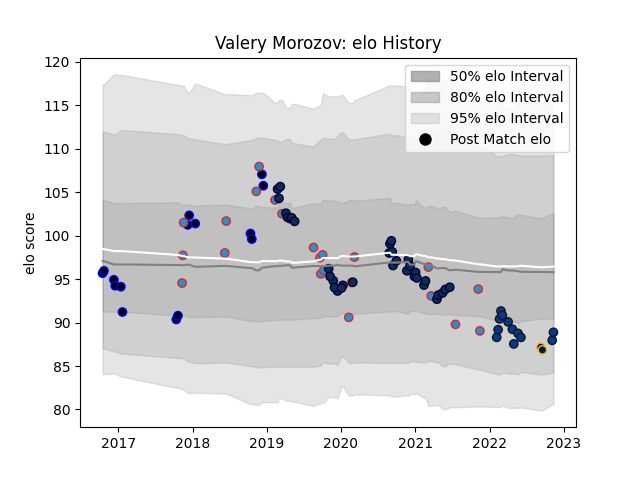 Valery Morozov: elo History
120
115
110
105
100
95
90
85
80
elo score
50% elo Interval
80% elo Interval
95% elo Interval
Post Match elo
2017
2018
2019
2020
2021
2022
2023